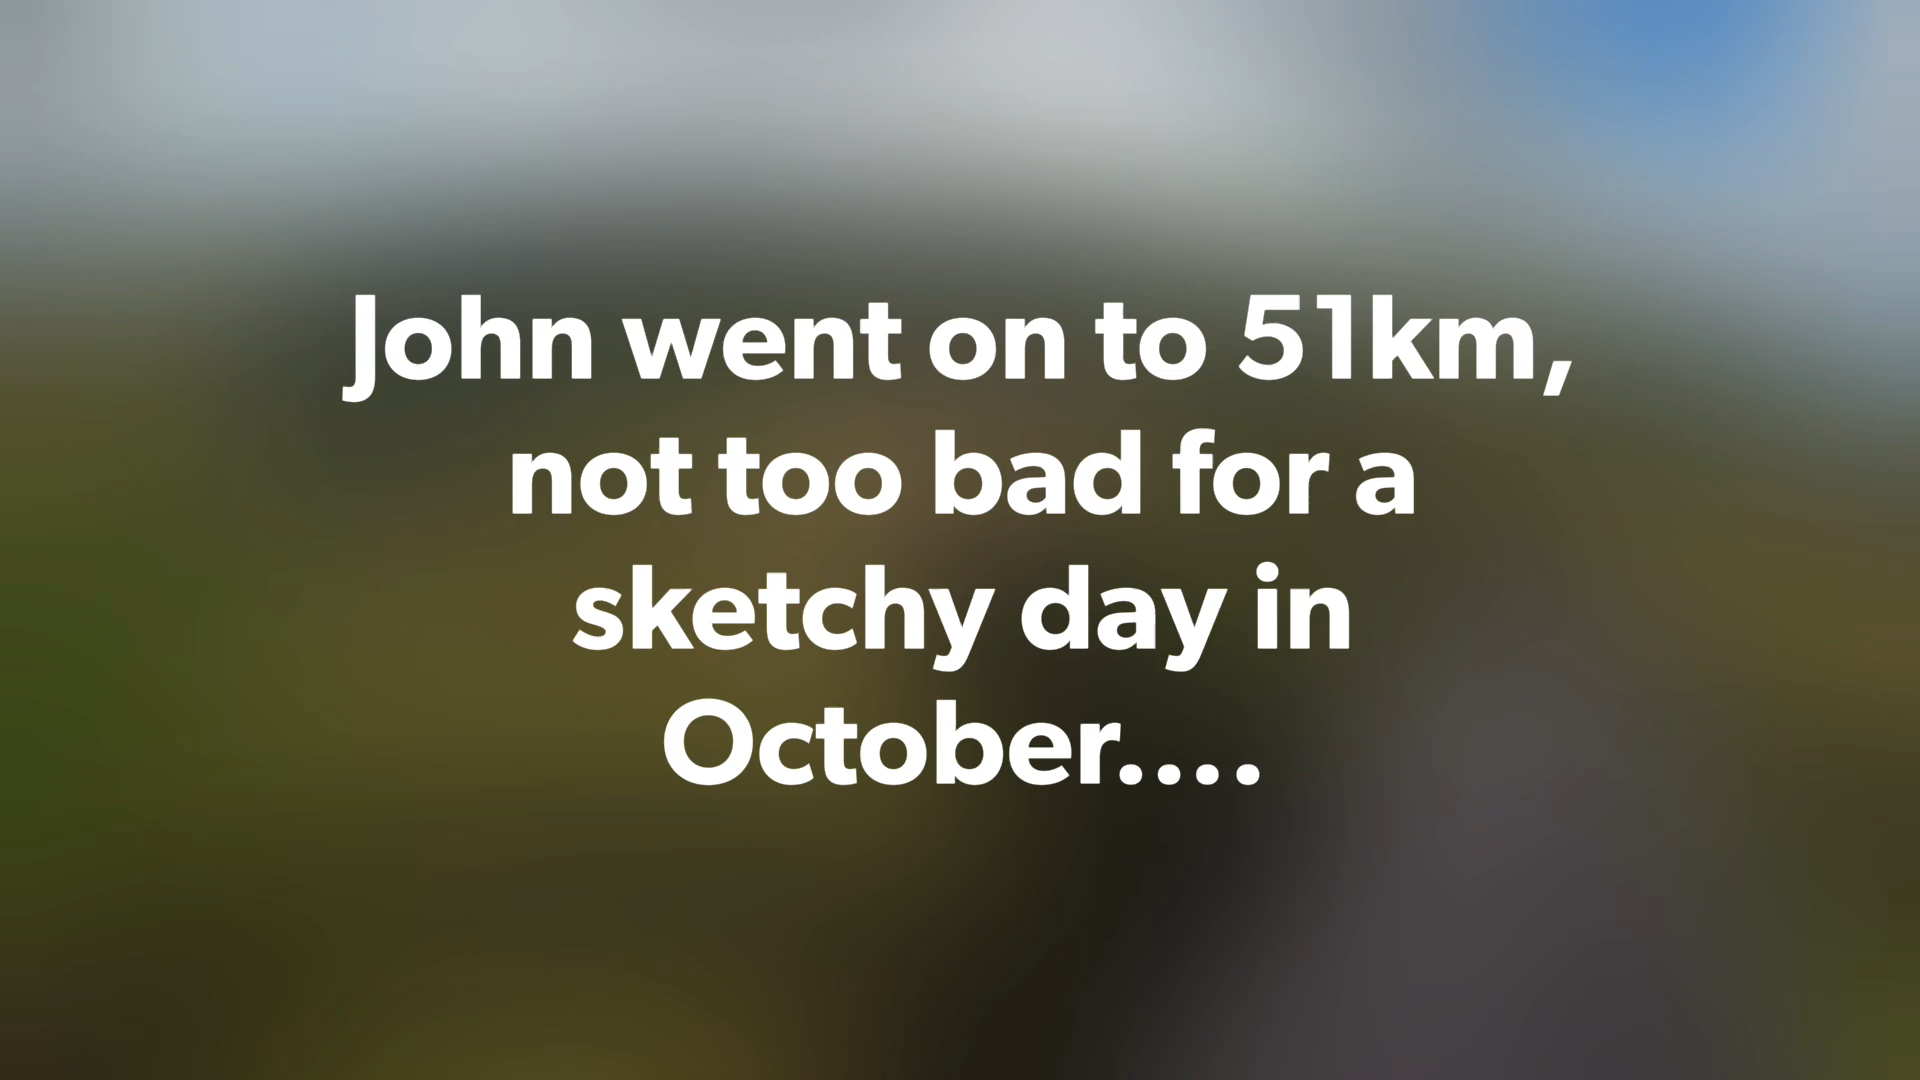 John went on to 51km,
not too bad for a
sketchy day in
October....